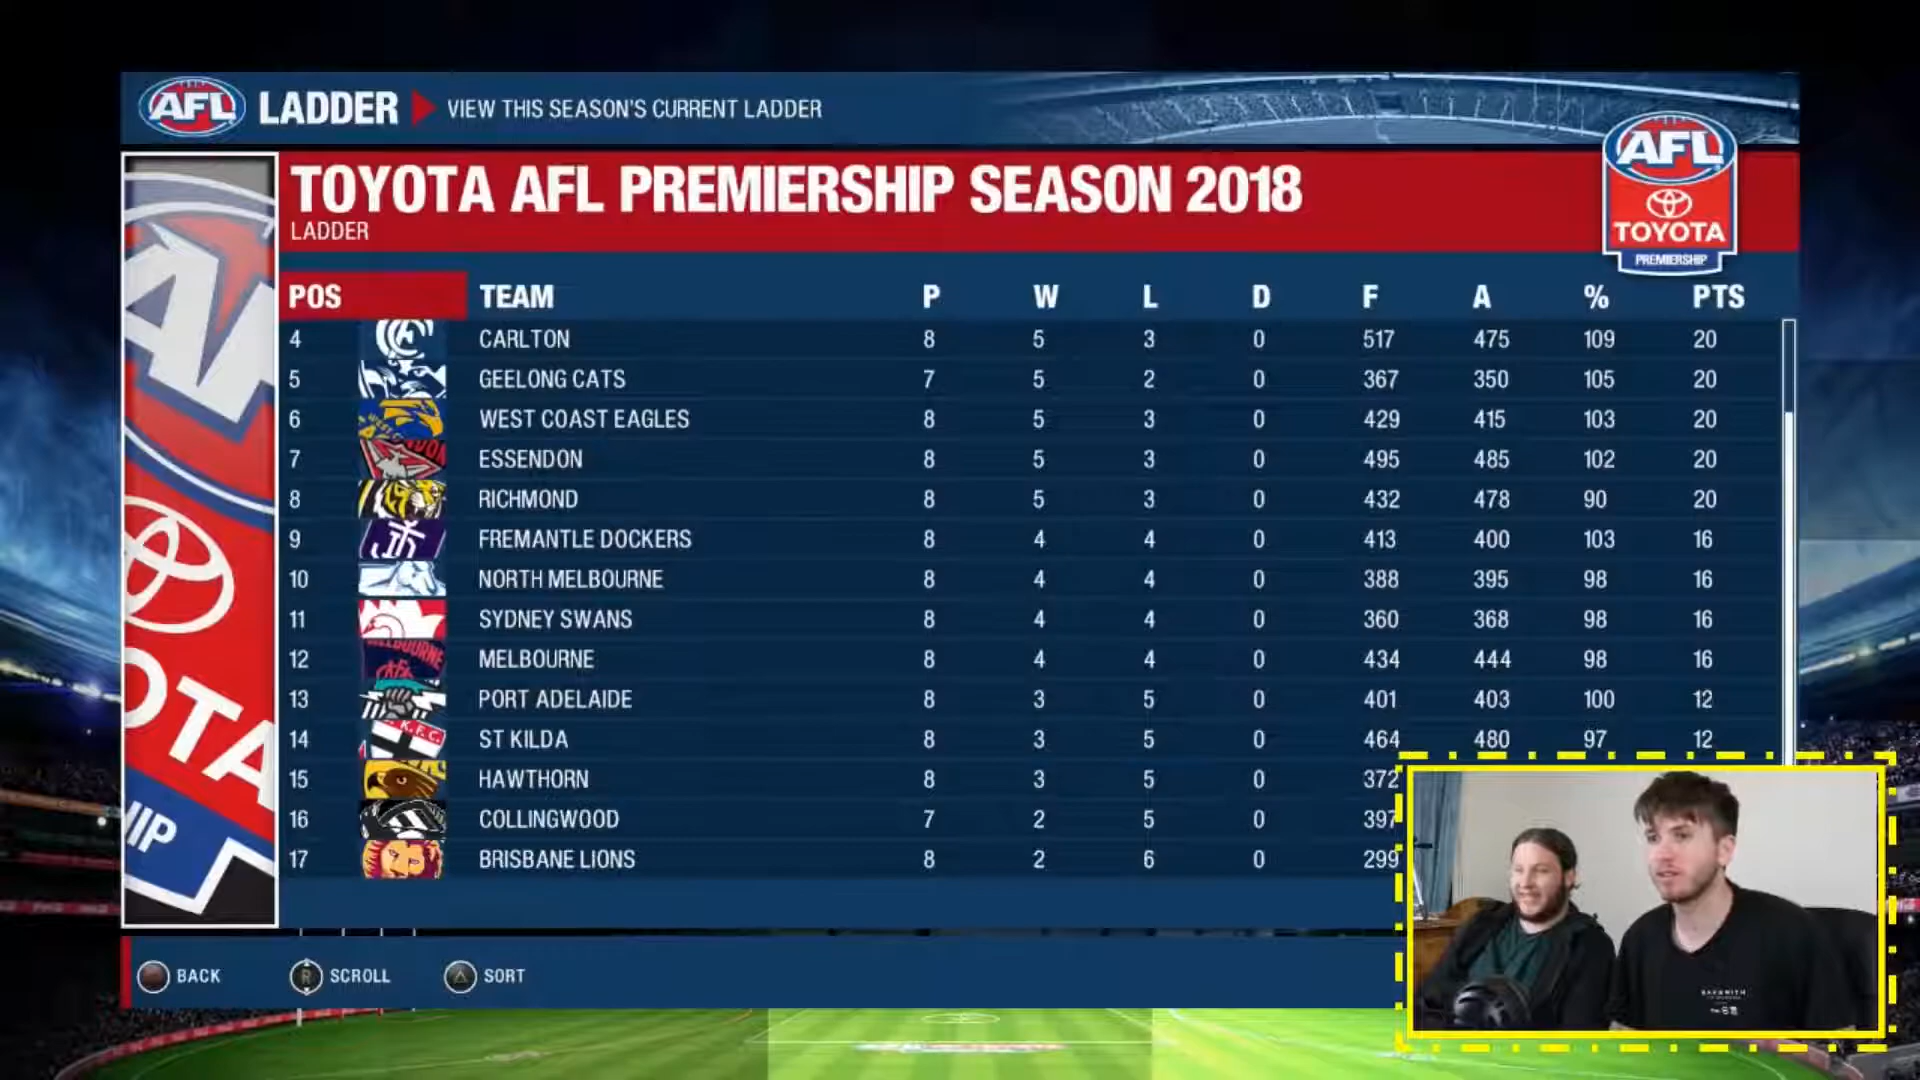 AFL LADDER VIEW THIS SEASON'S CURRENT LADDER
AFL
TOYOTA
PREMIERSHIP
TOYOTA AFL PREMIERSHIP SEASON 2018
LADDER
POS TEAM P W L D F A % PTS
4 CARLTON 8 5 3 0 517 475 109 20
5 GEELONG CATS 7 5 2 0 367 350 105 20
6 WEST COAST EAGLES 8 5 3 0 429 415 103 20
7 ESSENDON 8 5 3 0 495 485 102 20
8 RICHMOND 8 5 3 0 432 478 90 20
9 FREMANTLE DOCKERS 8 4 4 0 413 400 103 16
10 NORTH MELBOURNE 8 4 4 0 388 395 98 16
11 SYDNEY SWANS 8 4 4 0 360 368 98 16
12 MELBOURNE 8 4 4 0 434 444 98 16
13 PORT ADELAIDE 8 3 5 0 401 403 100 12
14 ST KILDA 8 3 5 0 464 480 97 12
15 HAWTHORN 8 3 5 0 372
16 COLLINGWOOD 7 2 5 0 397
17 BRISBANE LIONS 8 2 6 0 299
BACK R SCROLL SORT